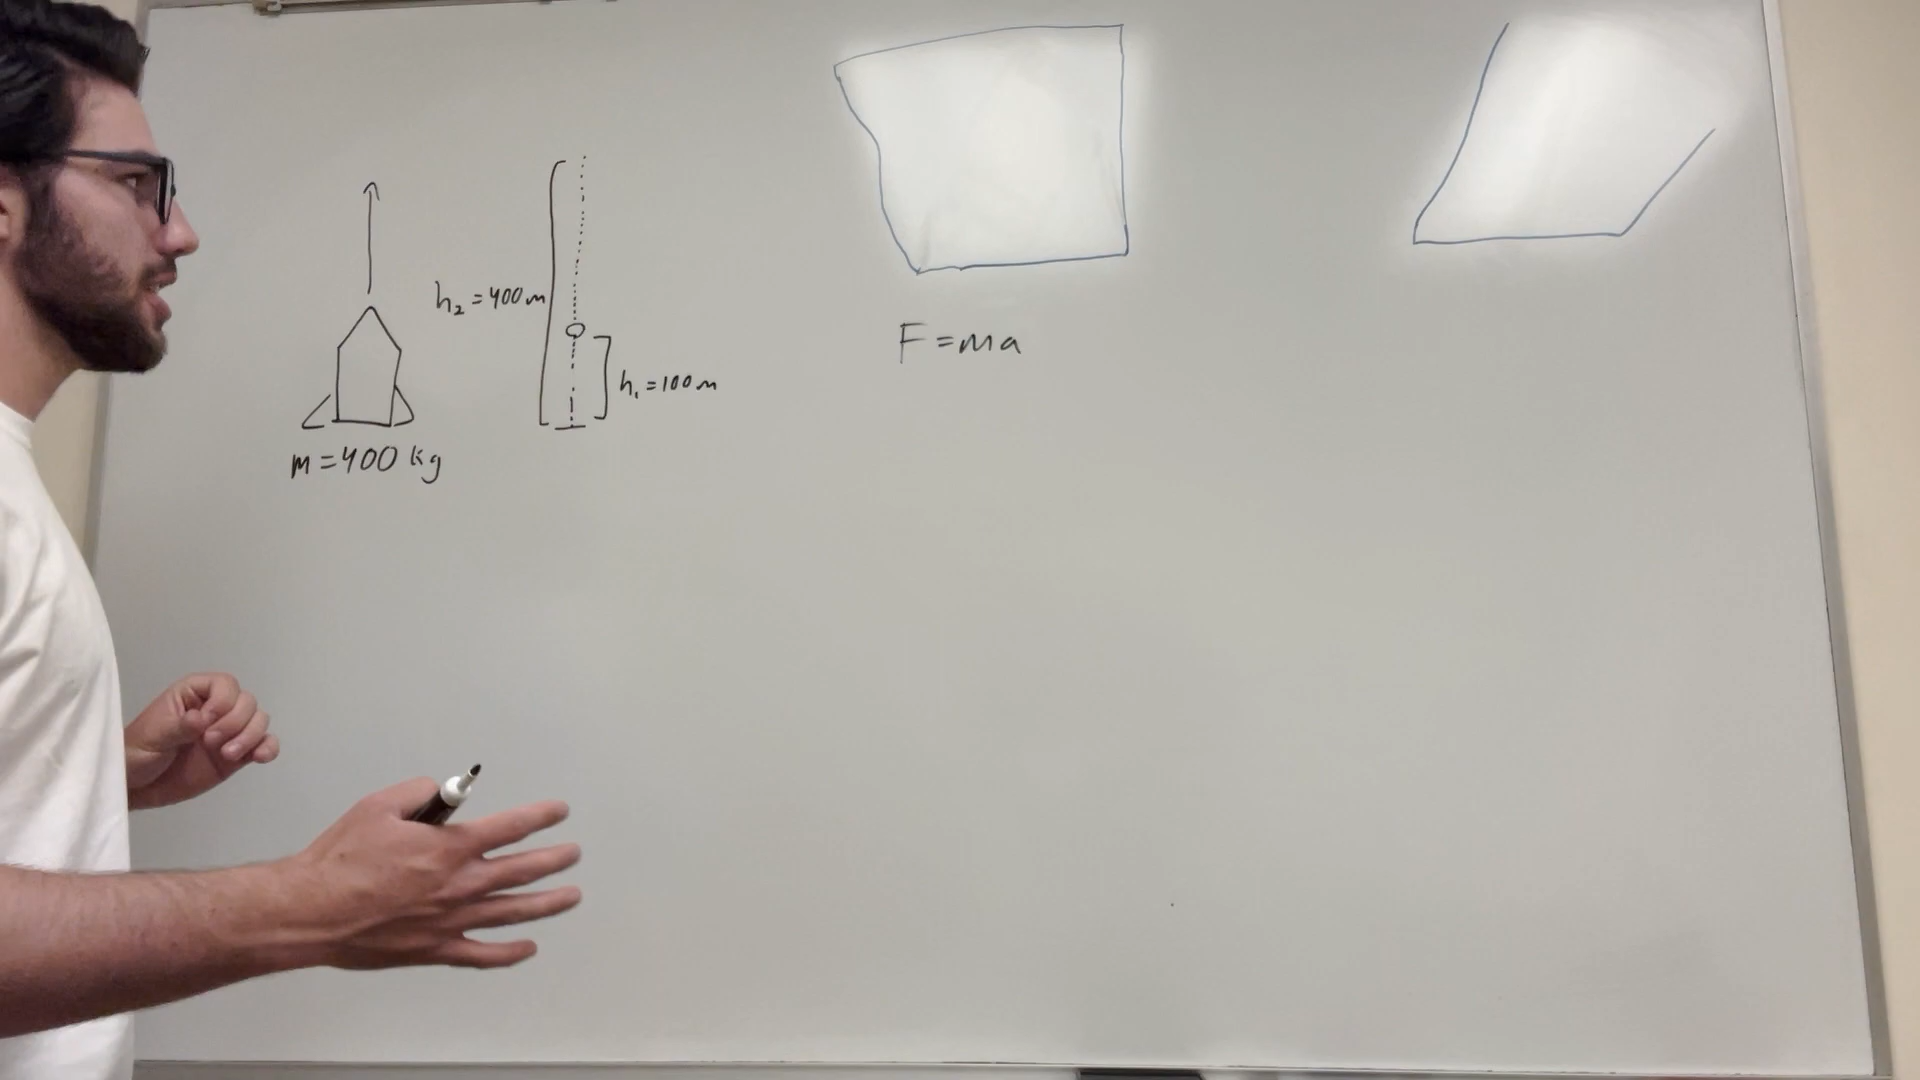 h₂ = 400 m
h₁ = 100 m
m = 400 kg
F = ma